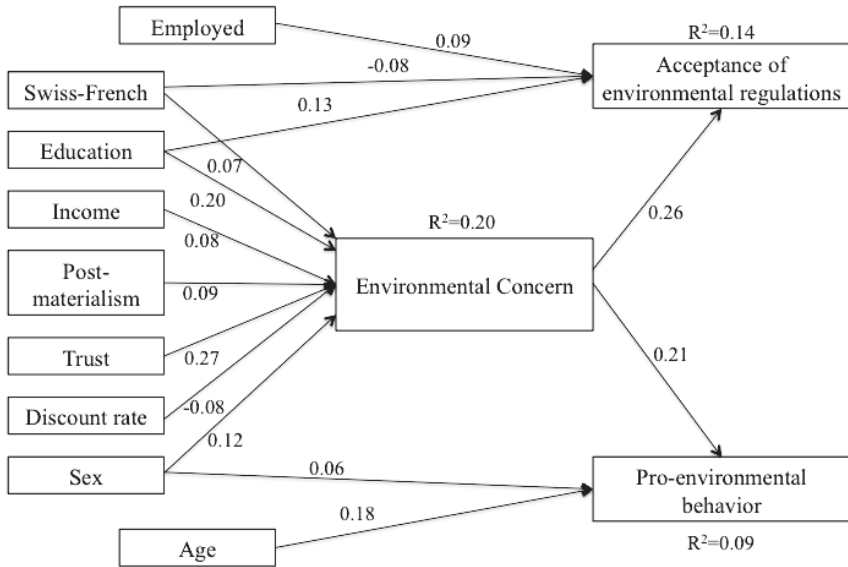 Employed
0.09
R²=0.14
Acceptance of
environmental regulations
Swiss-French
-0.08
0.13
Education
0.07
Income
0.20
0.08
0.26
R²=0.20
Environmental Concern
Post-
materialism
0.09
Trust
0.27
0.21
Discount rate
-0.08
0.12
Sex
0.06
Pro-environmental
behavior
0.18
Age
R²=0.09